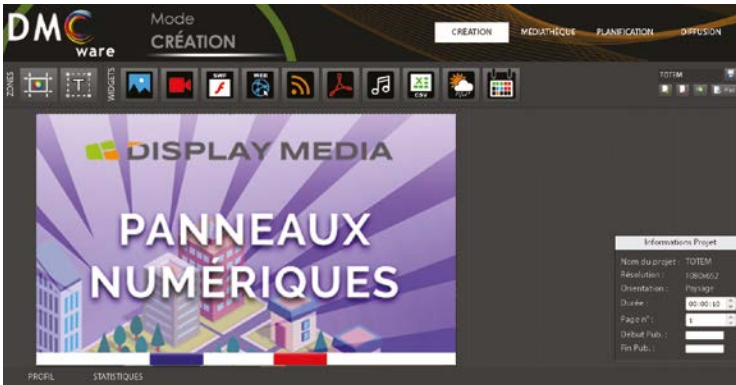 DMC
ware
Mode
CRÉATION
CRÉATION
MÉDIATHÈQUE
PLANIFICATION
DIFFUSION
ZONES
T
WIDGETS
SWF
WEB
CSV
TOTEM
DISPLAY MEDIA
PANNEAUX
NUMÉRIQUES
Informations Projet
Nom du projet : TOTEM
Résolution : 1080x652
Orientation : Paysage
Durée : 00:00:10
Page n° : 1
Début Pub. :
Fin Pub. :
PROFIL
STATISTIQUES